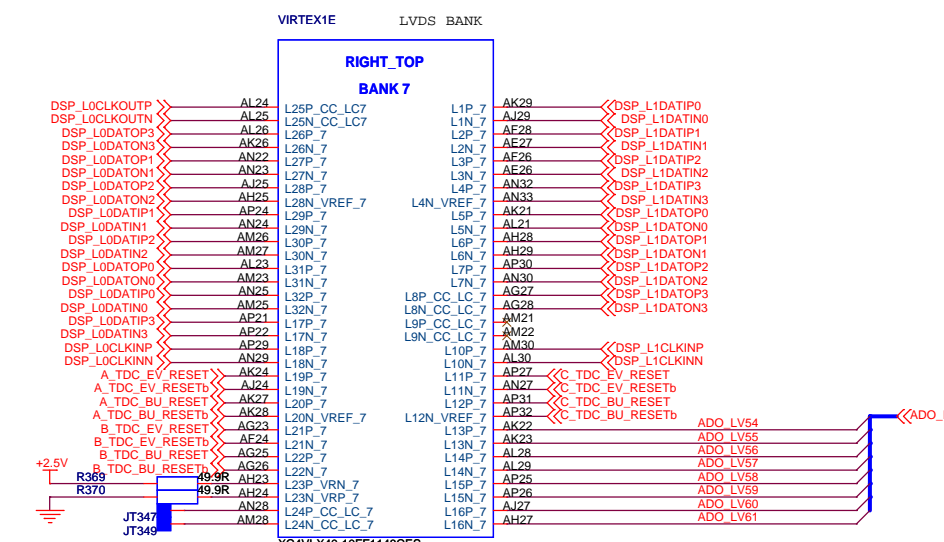 VIRTEX1E LVDS BANK
RIGHT_TOP
BANK 7
DSP_L0CLKOUTP AL24 L25P_CC_LC7 L1P_7 AK29 DSP_L1DATIP0
DSP_L0CLKOUTN AL25 L25N_CC_LC7 L1N_7 AJ29 DSP_L1DATIN0
DSP_L0DATOP3 AL26 L26P_7 L2P_7 AE28 DSP_L1DATIP1
DSP_L0DATON3 AK26 L26N_7 L2N_7 AE27 DSP_L1DATIN1
DSP_L0DATOP1 AN22 L27P_7 L3P_7 AF26 DSP_L1DATIP2
DSP_L0DATON1 AN23 L27N_7 L3N_7 AE26 DSP_L1DATIN2
DSP_L0DATOP2 AJ25 L28P_7 L4P_7 AN32 DSP_L1DATIP3
DSP_L0DATON2 AH25 L28N_VREF_7 L4N_VREF_7 AN33 DSP_L1DATIN3
DSP_L0DATIP1 AP24 L29P_7 L5P_7 AK21 DSP_L1DATOP0
DSP_L0DATIN1 AN24 L29N_7 L5N_7 AL21 DSP_L1DATON0
DSP_L0DATIP2 AM26 L30P_7 L6P_7 AH28 DSP_L1DATOP1
DSP_L0DATIN2 AM27 L30N_7 L6N_7 AH29 DSP_L1DATON1
DSP_L0DATOP0 AL23 L31P_7 L7P_7 AP30 DSP_L1DATOP2
DSP_L0DATON0 AM23 L31N_7 L7N_7 AN30 DSP_L1DATON2
DSP_L0DATIP0 AN25 L32P_7 L8P_CC_LC_7 AG27 DSP_L1DATOP3
DSP_L0DATIN0 AM25 L32N_7 L8N_CC_LC_7 AG28 DSP_L1DATON3
DSP_L0DATIP3 AP21 L17P_7 L9P_CC_LC_7 AM21
DSP_L0DATIN3 AP22 L17N_7 L9N_CC_LC_7 AM22
DSP_L0CLKINP AP29 L18P_7 L10P_7 AM30 DSP_L1CLKINP
DSP_L0CLKINN AN29 L18N_7 L10N_7 AL30 DSP_L1CLKINN
A_TDC_EV_RESET AK24 L19P_7 L11P_7 AP27 C_TDC_EV_RESET
A_TDC_EV_RESETb AJ24 L19N_7 L11N_7 AN27 C_TDC_EV_RESETb
A_TDC_BU_RESET AK27 L20P_7 L12P_7 AP31 C_TDC_BU_RESET
A_TDC_BU_RESETb AK28 L20N_VREF_7 L12N_VREF_7 AP32 C_TDC_BU_RESETb
B_TDC_EV_RESET AG23 L21P_7 L13P_7 AK22 ADO_LV54
B_TDC_EV_RESETb AF24 L21N_7 L13N_7 AK23 ADO_LV55
B_TDC_BU_RESET AG25 L22P_7 L14P_7 AL28 ADO_LV56
B_TDC_BU_RESETb AG26 L22N_7 L14N_7 AL29 ADO_LV57
+2.5V
R369 49.9R AH23 L23P_VRN_7 L15P_7 AP25 ADO_LV58
R370 49.9R AH24 L23N_VRP_7 L15N_7 AP26 ADO_LV59
JT347 AN28 L24P_CC_LC_7 L16P_7 AJ27 ADO_LV60
JT349 AM28 L24N_CC_LC_7 L16N_7 AH27 ADO_LV61